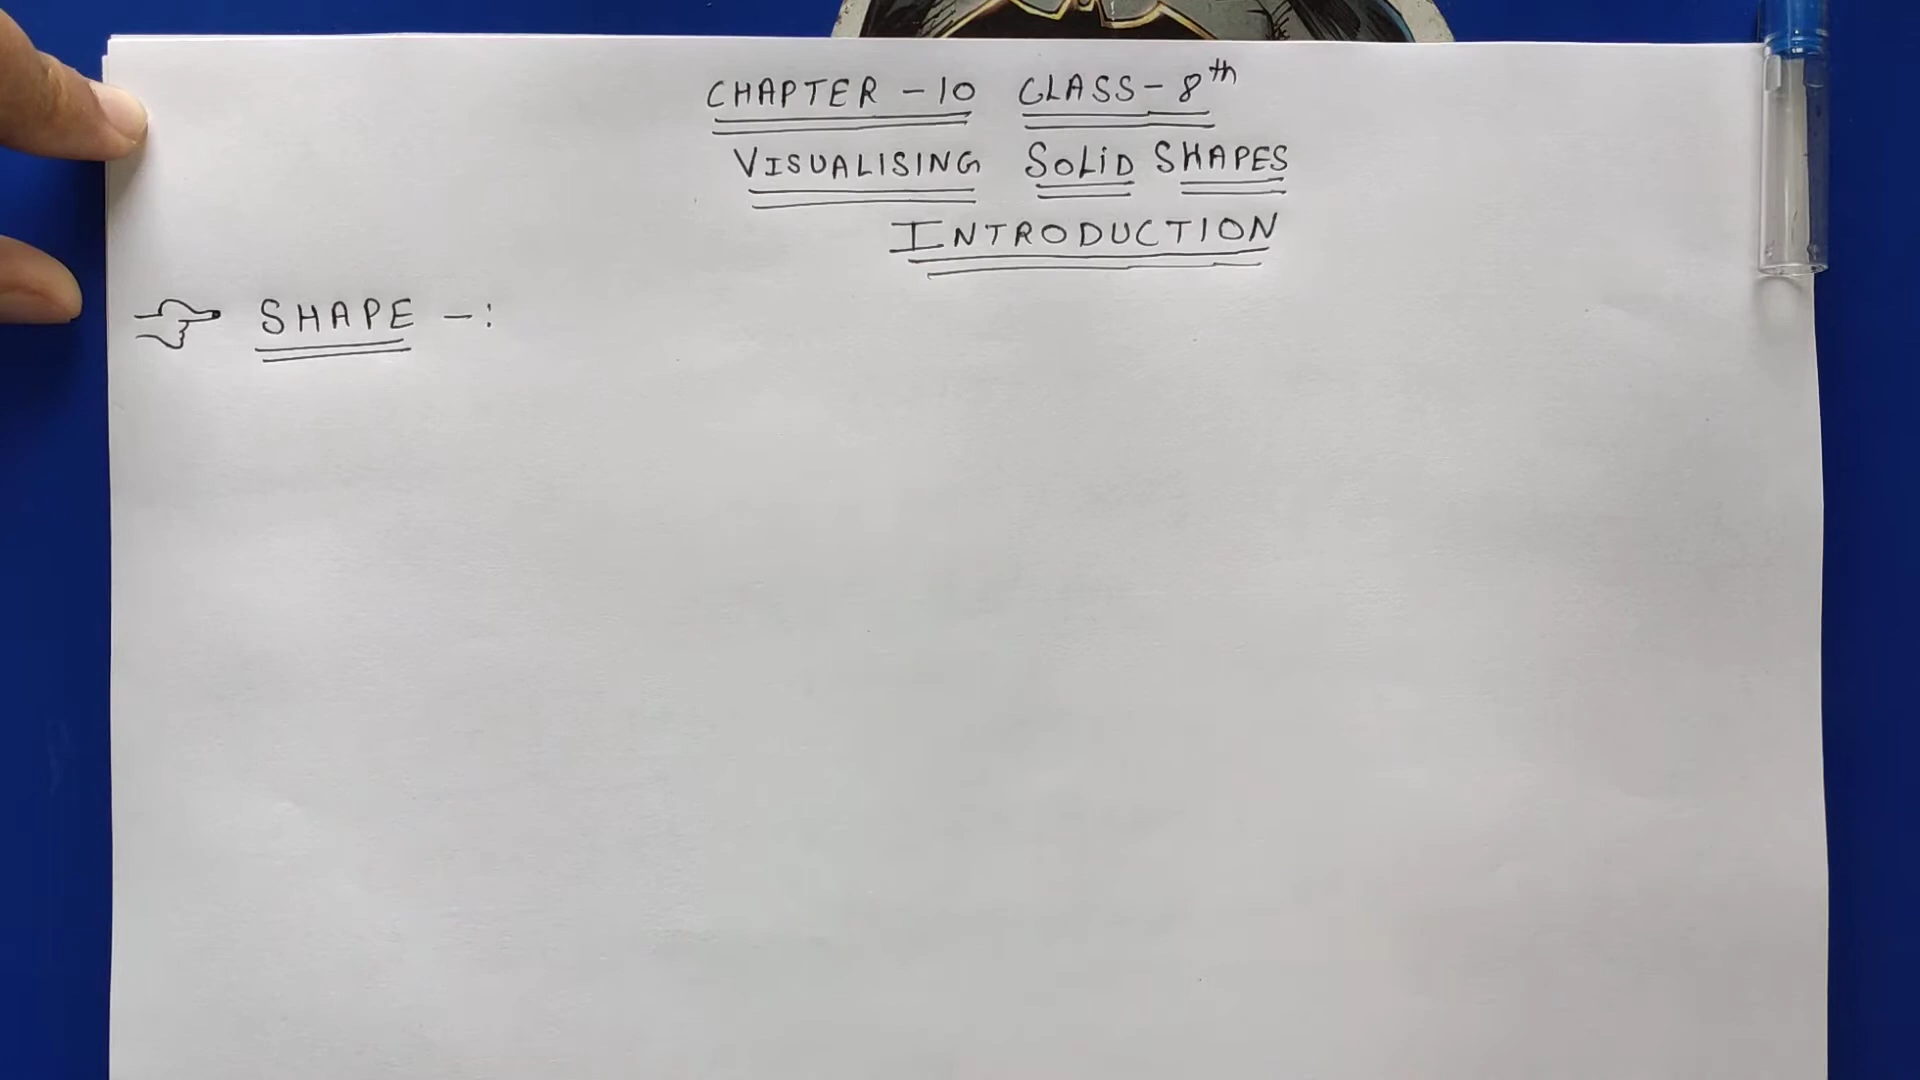 CHAPTER - 10 CLASS - 8th
VISUALISING SOLiD SHAPES
INTRODUCTION
SHAPE - :